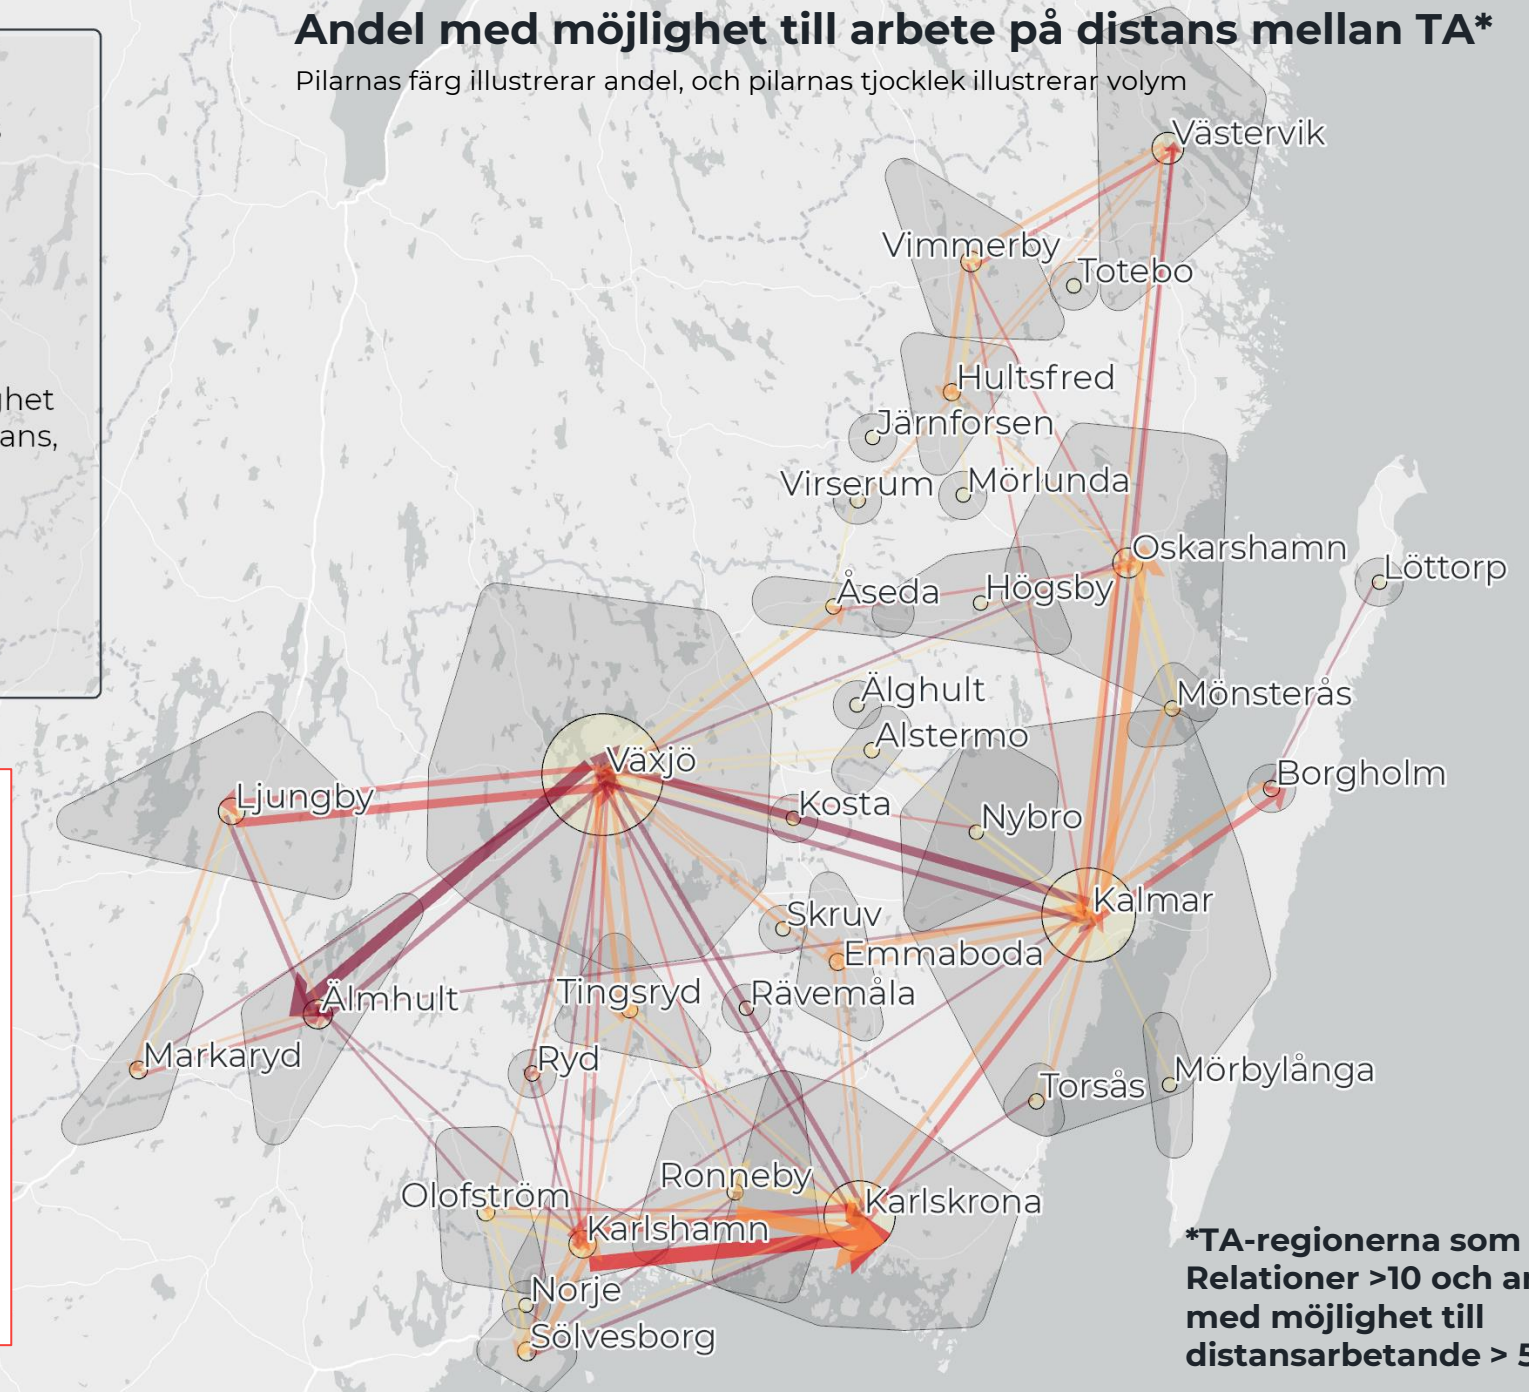 Andel med möjlighet till arbete på distans mellan TA*
Pilarnas färg illustrerar andel, och pilarnas tjocklek illustrerar volym
Västervik
Vimmerby
Totebo
Hultsfred
ghet
Järnforsen
ans,
Virserum
Mörlunda
Oskarshamn
Löttorp
Åseda
Högsby
Älghult
Mönsterås
Alstermo
Växjö
Borgholm
Ljungby
Kosta
Nybro
Kalmar
Skruv
Emmaboda
Älmhult
Tingsryd
Rävemåla
Markaryd
Ryd
Torsås
Mörbylånga
Ronneby
Olofström
Karlskrona
Karlshamn
Norje
Sölvesborg
*TA-regionerna som
Relationer >10 och an
med möjlighet till
distansarbetande > 5